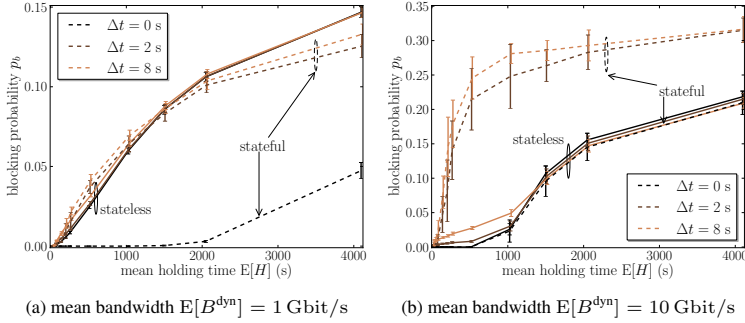 0.15
0.10
0.05
0.00
blocking probability p_b
Δt = 0 s
Δt = 2 s
Δt = 8 s
stateful
stateless
0 1000 2000 3000 4000
mean holding time E[H] (s)
(a) mean bandwidth E[B^dyn] = 1 Gbit/s
0.35
0.30
0.25
0.20
0.15
0.10
0.05
0.00
blocking probability p_b
stateful
stateless
Δt = 0 s
Δt = 2 s
Δt = 8 s
0 1000 2000 3000 4000
mean holding time E[H] (s)
(b) mean bandwidth E[B^dyn] = 10 Gbit/s